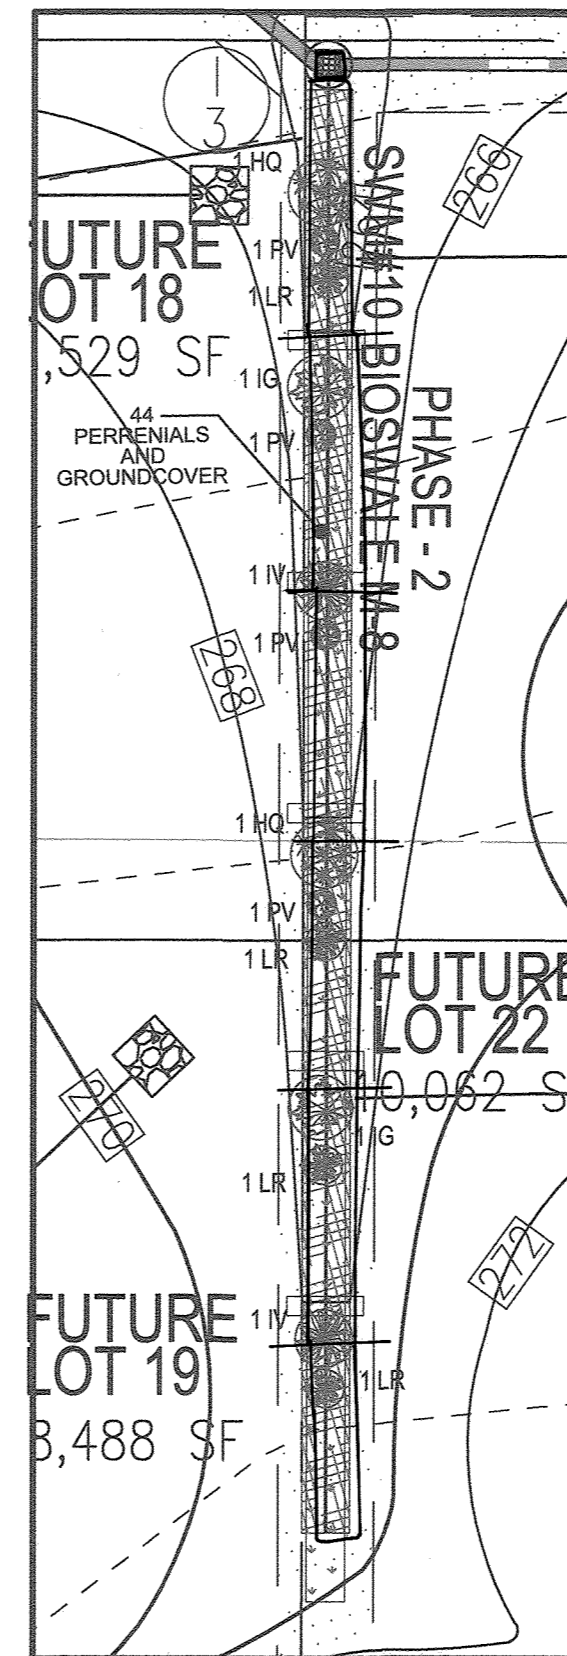 1
3
1 HQ
266
UTURE
OT 18
,529 SF
1 PV
1 LR
SWM#10 BIOSWALE M-8
PHASE - 2
1 IG
44
PERRENIALS
AND
GROUNDCOVER
1 PV
1 IV
1 PV
268
1 HQ
1 PV
1 LR
FUTURE
LOT 22
10,062 S
270
1 IG
1 LR
272
FUTURE
LOT 19
8,488 SF
1 IV
1 LR